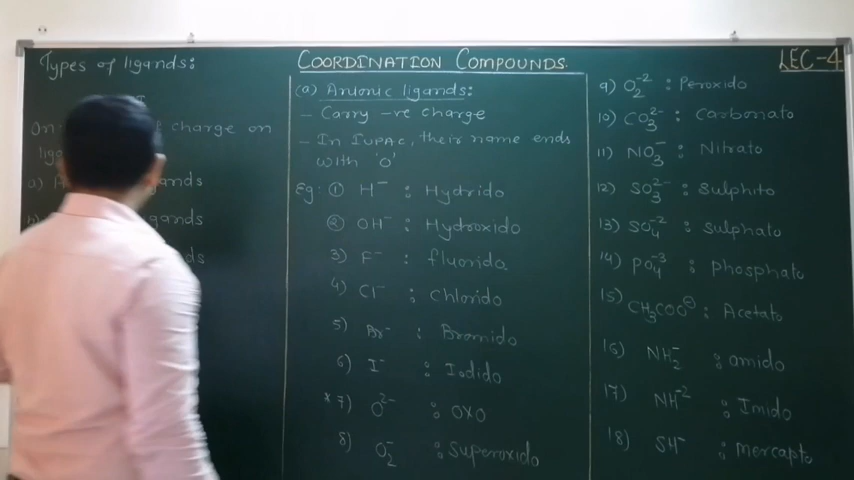 COORDINATION COMPOUNDS
LEC-4
Types of ligands:
I
On of charge on
a)
ands
b)
gands
ds
(a) Anionic ligands:
- Carry -ve charge
- In IUPAC, their name ends
with 'o'
Eg: ① H⁻ : Hydrido
② OH⁻ : Hydroxido
3) F⁻ : fluorido
4) Cl⁻ : chlorido
5) Br⁻ : Bromido
6) I⁻ : Iodido
*7) O²⁻ : oxo
8) O₂⁻ : Superoxido
9) O₂⁻² : Peroxido
10) CO₃²⁻ : Carbonato
11) NO₃⁻ : Nitrato
12) SO₃²⁻ : Sulphito
13) SO₄⁻² : sulphato
14) PO₄⁻³ : phosphato
15) CH₃COO⊖ : Acetato
16) NH₂⁻ : amido
17) NH⁻² : Imido
18) SH⁻ : mercapto